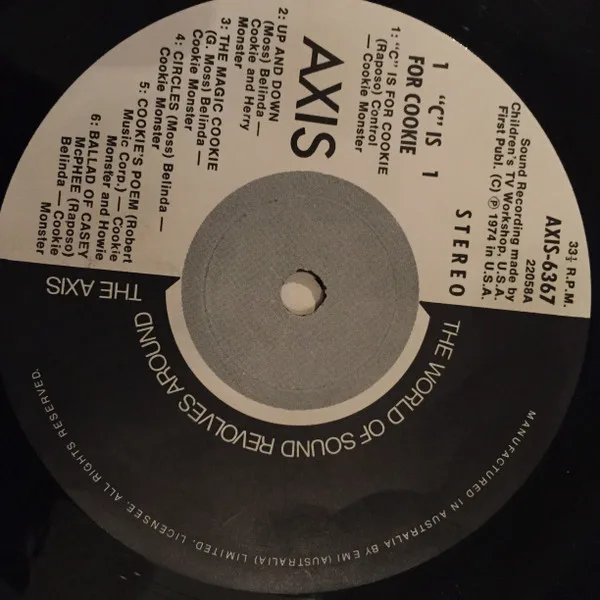 AXIS
1 "C" IS 1
FOR COOKIE
33⅓ R.P.M.
22058A
AXIS-6367
STEREO
Sound Recording made by
Children's TV Workshop, U.S.A.
First Publ. (C) Ⓟ 1974 in U.S.A.
1: "C" IS FOR COOKIE
(Raposo) Control
— Cookie Monster
2: UP AND DOWN
(Moss) Belinda —
Cookie and Herry
Monster
3: THE MAGIC COOKIE
(G. Moss) Belinda —
Cookie Monster
4: CIRCLES (Moss) Belinda —
Cookie Monster
5: COOKIE'S POEM (Robert
Music Corp.) — Cookie
Monster and Howie
6: BALLAD OF CASEY
McPHEE (Raposo)
Belinda — Cookie
Monster
THE WORLD OF SOUND REVOLVES AROUND THE AXIS
MANUFACTURED IN AUSTRALIA BY EMI (AUSTRALIA) LIMITED. LICENSEE. ALL RIGHTS RESERVED.